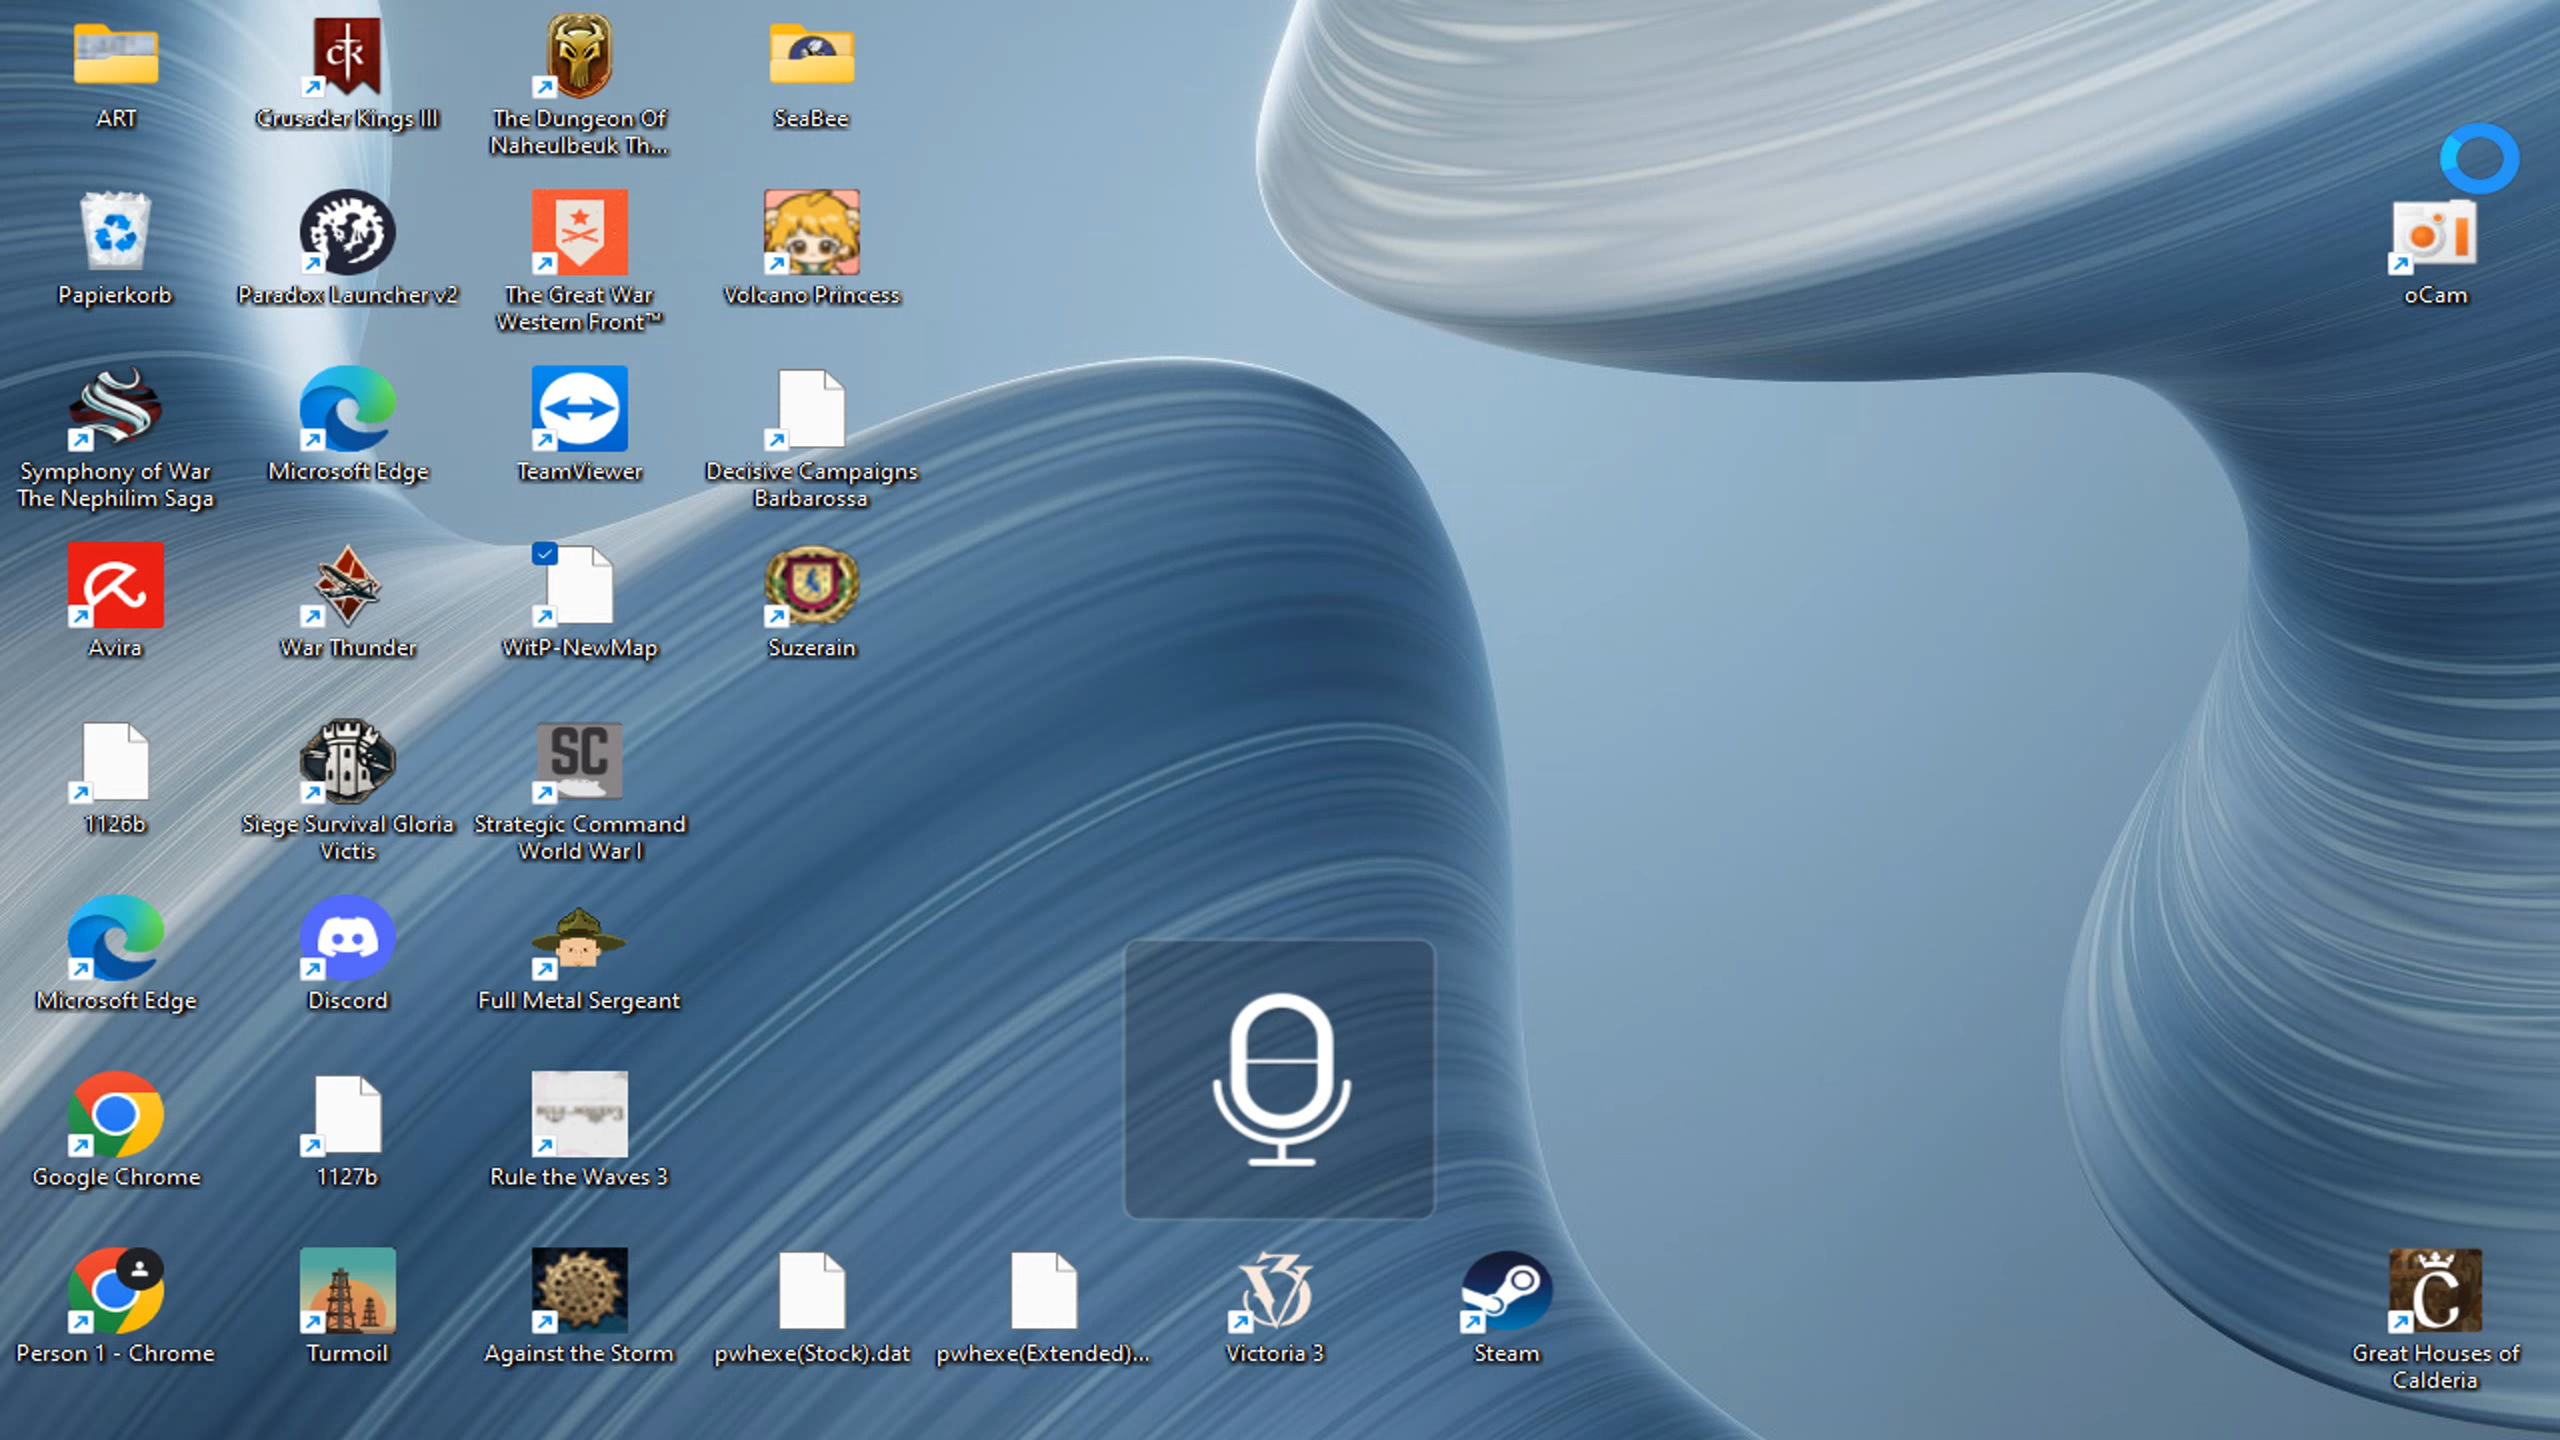 ART
Crusader Kings III
The Dungeon Of
Naheulbeuk Th...
SeaBee
Papierkorb
Paradox Launcher v2
The Great War
Western Front™
Volcano Princess
oCam
Symphony of War
The Nephilim Saga
Microsoft Edge
TeamViewer
Decisive Campaigns
Barbarossa
Avira
War Thunder
WitP-NewMap
Suzerain
1126b
Siege Survival Gloria
Victis
SC
Strategic Command
World War I
Microsoft Edge
Discord
Full Metal Sergeant
Google Chrome
1127b
Rule the Waves 3
Person 1 - Chrome
Turmoil
Against the Storm
pwhexe(Stock).dat
pwhexe(Extended)...
Victoria 3
Steam
Great Houses of
Calderia